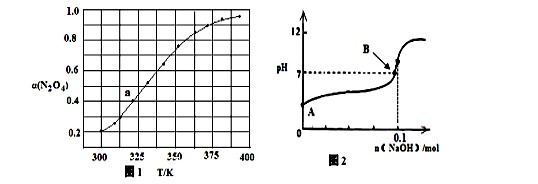 1.0
0.8
α(N₂O₄) 0.6
0.4
0.2
a
300 325 350 375 400
图1 T/K
12
pH
7
0
A
B
0.1
n(NaOH)/mol
图2